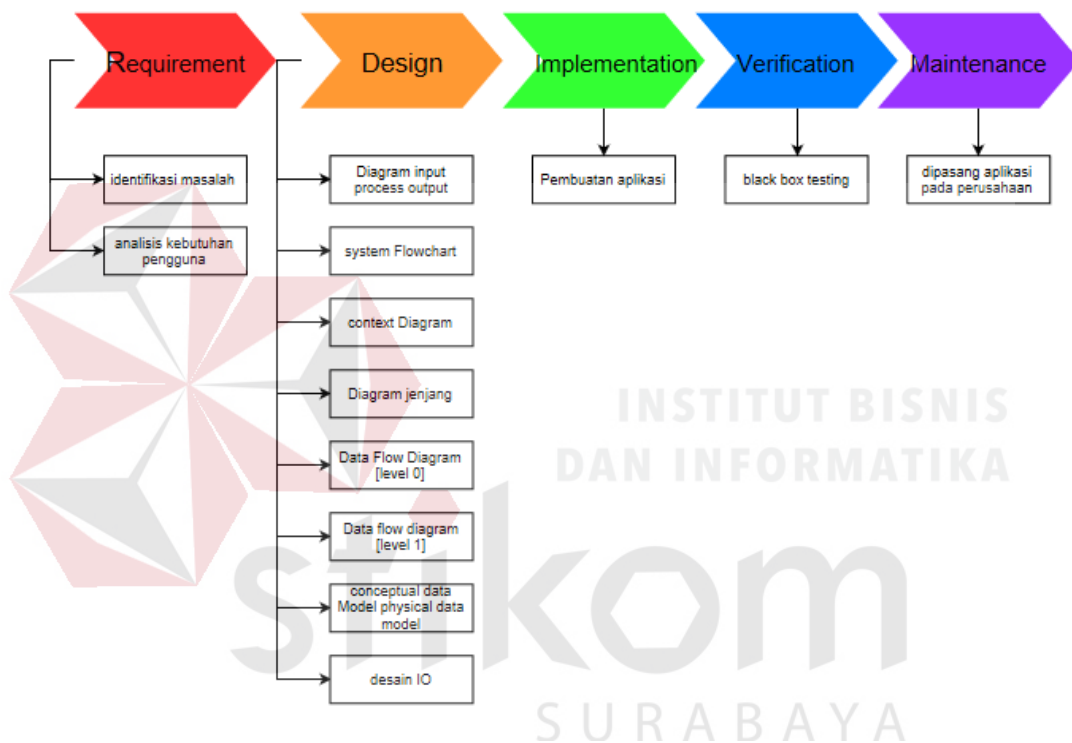 Requirement
Design
Implementation
Verification
Maintenance
identifikasi masalah
analisis kebutuhan
pengguna
Diagram input
process output
system Flowchart
context Diagram
Diagram jenjang
Data Flow Diagram
[level 0]
Data flow diagram
[level 1]
conceptual data
Model physical data
model
desain IO
Pembuatan aplikasi
black box testing
dipasang aplikasi
pada perusahaan
INSTITUT BISNIS
DAN INFORMATIKA
stikom
SURABAYA